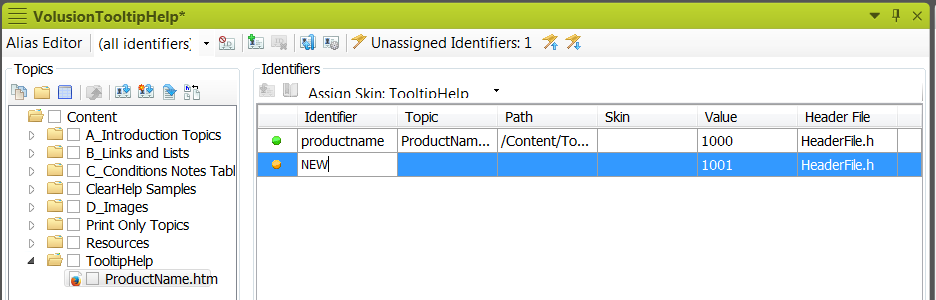 VolusionTooltipHelp*
Alias Editor (all identifiers) Unassigned Identifiers: 1
Topics
Content
A_Introduction Topics
B_Links and Lists
C_Conditions Notes Tabl
ClearHelp Samples
D_Images
Print Only Topics
Resources
TooltipHelp
ProductName.htm
Identifiers
Assign Skin: TooltipHelp
Identifier Topic Path Skin Value Header File
productname ProductNam... /Content/To... 1000 HeaderFile.h
NEW 1001 HeaderFile.h